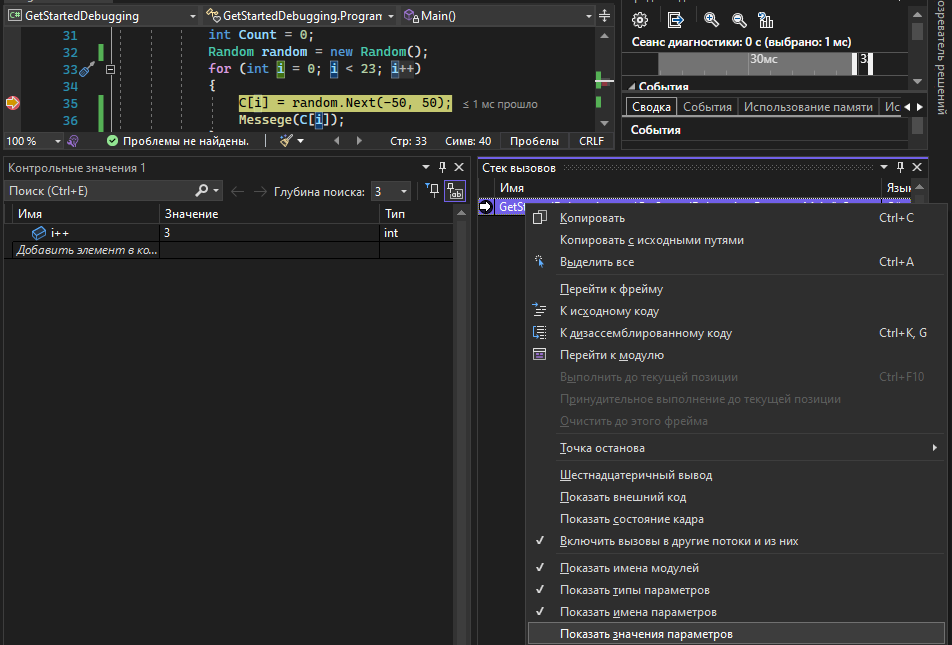 GetStartedDebugging
GetStartedDebugging.Program
Main()
31 int Count = 0;
32 Random random = new Random();
33 for (int i = 0; i < 23; i++)
34 {
35 C[i] = random.Next(-50, 50); ≤ 1 мс прошло
36 Messege(C[i]);
100 %
Проблемы не найдены.
Стр: 33
Симв: 40
Пробелы
CRLF
Сеанс диагностики: 0 с (выбрано: 1 мс)
30мс
События
Сводка
События
Использование памяти
Ис
События
озреватель решений
Контрольные значения 1
Поиск (Ctrl+E)
Глубина поиска:
3
Имя
Значение
Тип
i++
3
int
Добавить элемент в ко...
Стек вызовов
Имя
Язык
GetSt
Копировать Ctrl+C
Копировать с исходными путями
Выделить все Ctrl+A
Перейти к фрейму
К исходному коду
К дизассемблированному коду Ctrl+K, G
Перейти к модулю
Выполнить до текущей позиции Ctrl+F10
Принудительное выполнение до текущей позиции
Очистить до этого фрейма
Точка останова
Шестнадцатеричный вывод
Показать внешний код
Показать состояние кадра
Включить вызовы в другие потоки и из них
Показать имена модулей
Показать типы параметров
Показать имена параметров
Показать значения параметров